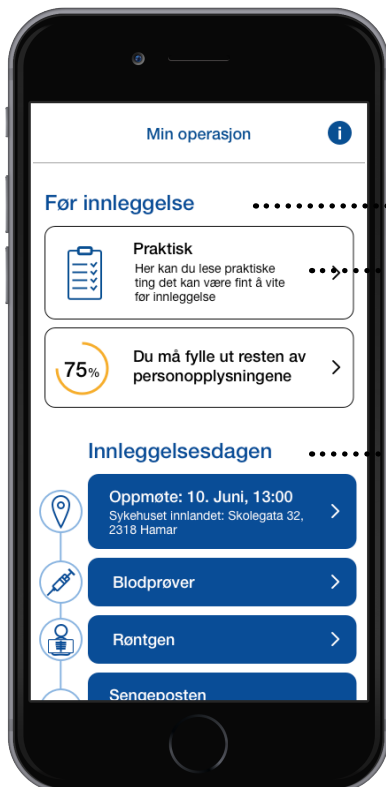 Min operasjon
i
Før innleggelse
Praktisk
Her kan du lese praktiske
ting det kan være fint å vite
før innleggelse
75%
Du må fylle ut resten av
personopplysningene
Innleggelsesdagen
Oppmøte: 10. Juni, 13:00
Sykehuset innlandet: Skolegata 32,
2318 Hamar
Blodprøver
Røntgen
Sengeposten